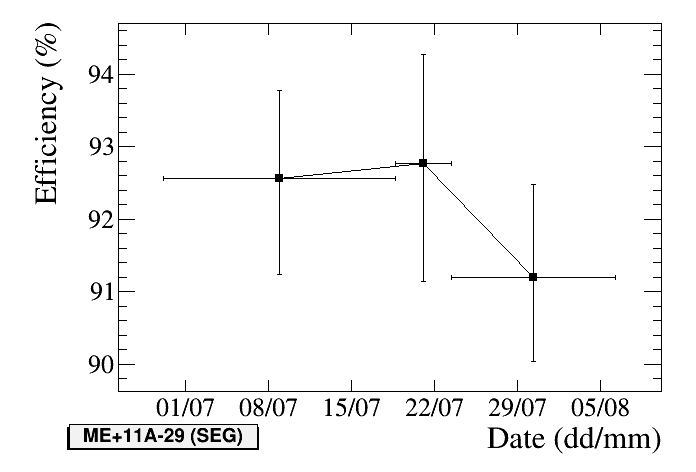 Efficiency (%)
94
93
92
91
90
01/07 08/07 15/07 22/07 29/07 05/08
ME+11A-29 (SEG)
Date (dd/mm)